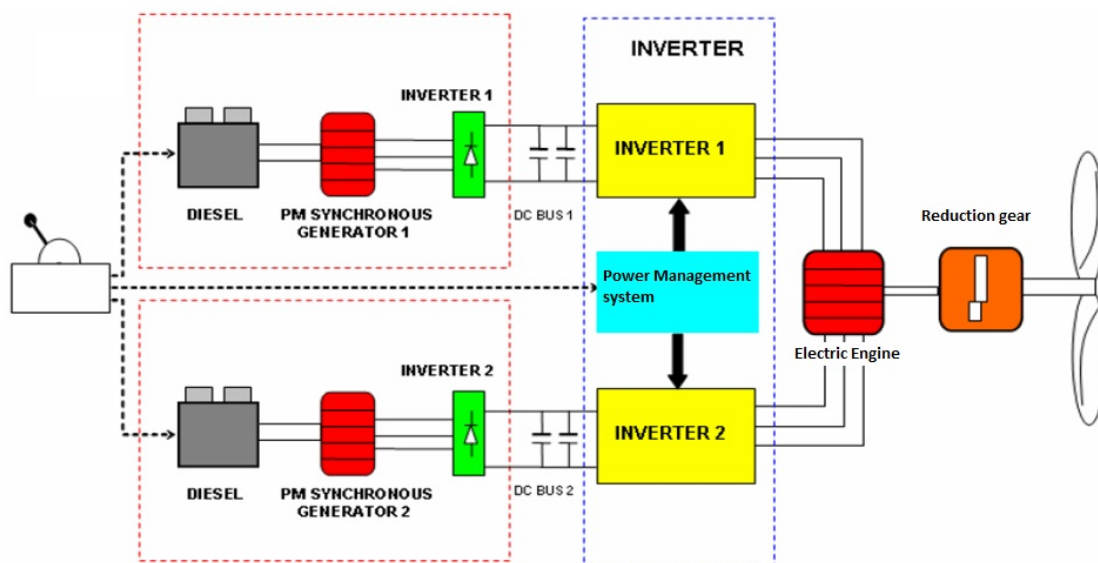 INVERTER
INVERTER 1
INVERTER 1
DIESEL
PM SYNCHRONOUS
GENERATOR 1
DC BUS 1
Reduction gear
Power Management
system
Electric Engine
INVERTER 2
INVERTER 2
DIESEL
PM SYNCHRONOUS
GENERATOR 2
DC BUS 2